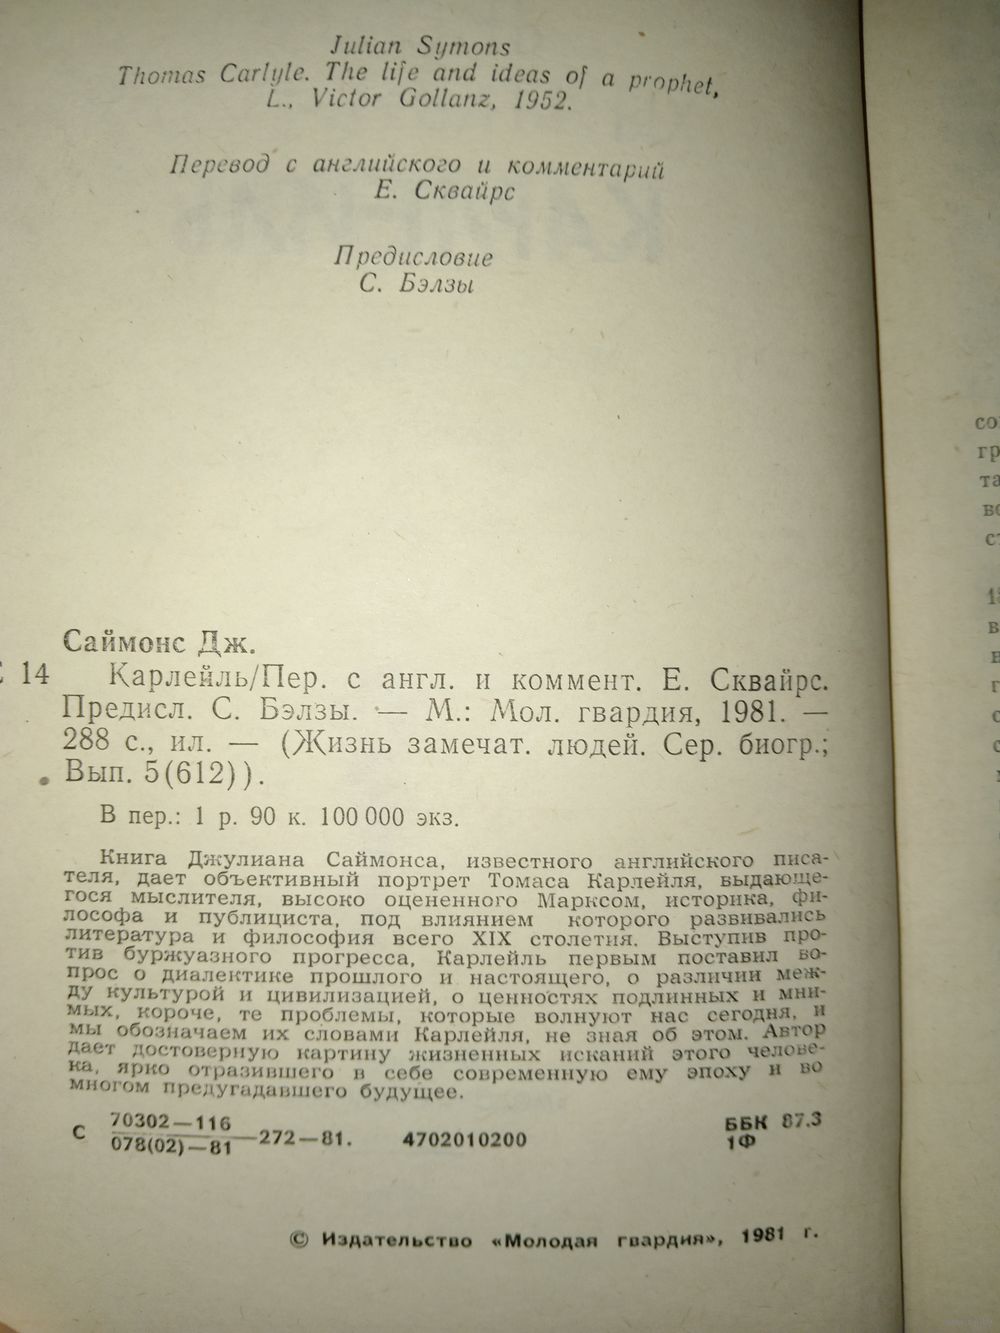 Julian Symons
Thomas Carlyle. The life and ideas of a prophet,
L., Victor Gollanz, 1952.
Перевод с английского и комментарий
Е. Сквайрс
Предисловие
С. Бэлзы
Саймонс Дж.
С 14 Карлейль/Пер. с англ. и коммент. Е. Сквайрс.
Предисл. С. Бэлзы. — М.: Мол. гвардия, 1981. —
288 с., ил. — (Жизнь замечат. людей. Сер. биогр.;
Вып. 5(612)).
В пер.: 1 р. 90 к. 100 000 экз.
Книга Джулиана Саймонса, известного английского писа-
теля, дает объективный портрет Томаса Карлейля, выдающе-
гося мыслителя, высоко оцененного Марксом, историка, фи-
лософа и публициста, под влиянием которого развивались
литература и философия всего XIX столетия. Выступив про-
тив буржуазного прогресса, Карлейль первым поставил во-
прос о диалектике прошлого и настоящего, о различии меж-
ду культурой и цивилизацией, о ценностях подлинных и мни-
мых, короче, те проблемы, которые волнуют нас сегодня, и
мы обозначаем их словами Карлейля, не зная об этом. Автор
дает достоверную картину жизненных исканий этого челове-
ка, ярко отразившего в себе современную ему эпоху и во
многом предугадавшего будущее.
С 70302—116
078(02)—81 —272—81. 4702010200 ББК 87.3
1Ф
© Издательство «Молодая гвардия», 1981 г.
со
гр
та
во
ст